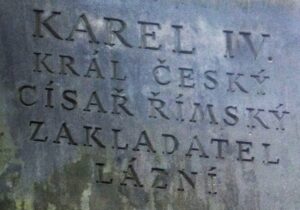 KAREL IV.
KRÁL ČESKÝ
CÍSAŘ ŘÍMSKÝ
ZAKLADATEL
LÁZNÍ